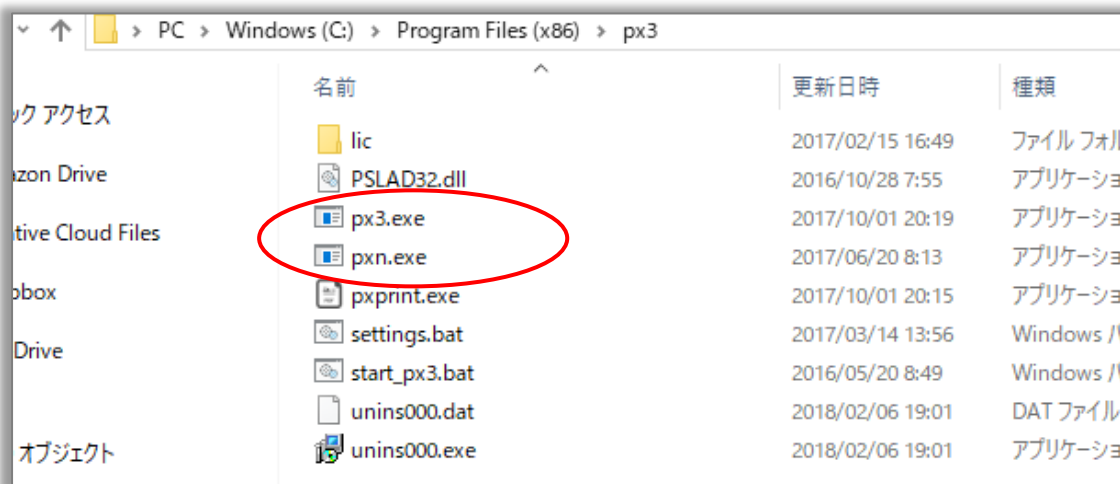 PC > Windows (C:) > Program Files (x86) > px3
名前 更新日時 種類
ック アクセス
lic 2017/02/15 16:49 ファイル フォル
azon Drive
PSLAD32.dll 2016/10/28 7:55 アプリケーショ
px3.exe 2017/10/01 20:19 アプリケーショ
ative Cloud Files
pxn.exe 2017/06/20 8:13 アプリケーショ
pbox
pxprint.exe 2017/10/01 20:15 アプリケーショ
settings.bat 2017/03/14 13:56 Windows バ
Drive
start_px3.bat 2016/05/20 8:49 Windows バ
unins000.dat 2018/02/06 19:01 DAT ファイル
オブジェクト
unins000.exe 2018/02/06 19:01 アプリケーショ